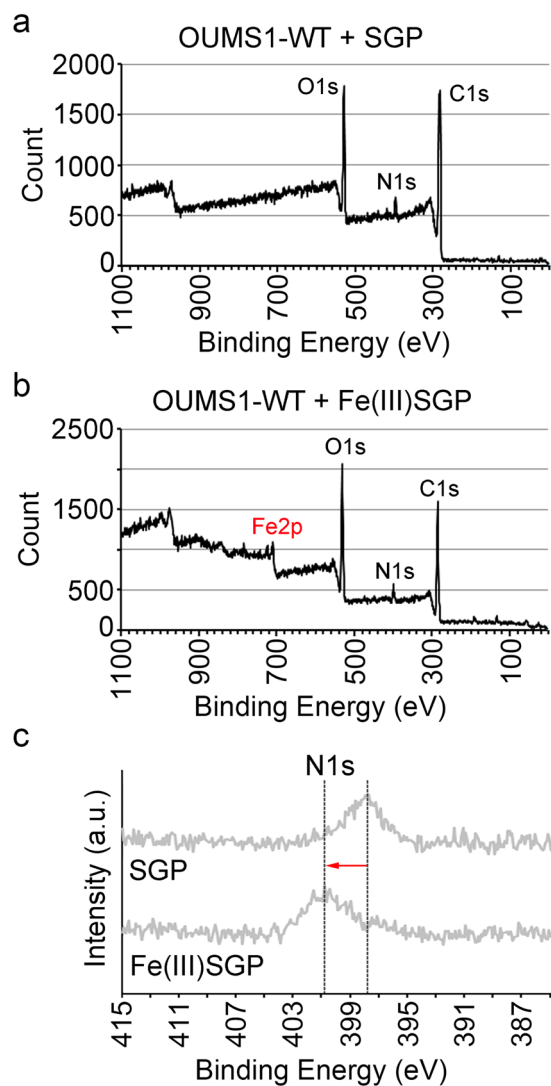 a
OUMS1-WT + SGP
2000
1500
1000
500
0
Count
O1s
C1s
N1s
1100
900
700
500
300
100
Binding Energy (eV)
b
OUMS1-WT + Fe(III)SGP
2500
1500
500
0
Count
O1s
C1s
Fe2p
N1s
1100
900
700
500
300
100
Binding Energy (eV)
c
N1s
Intensity (a.u.)
SGP
Fe(III)SGP
415
411
407
403
399
395
391
387
Binding Energy (eV)